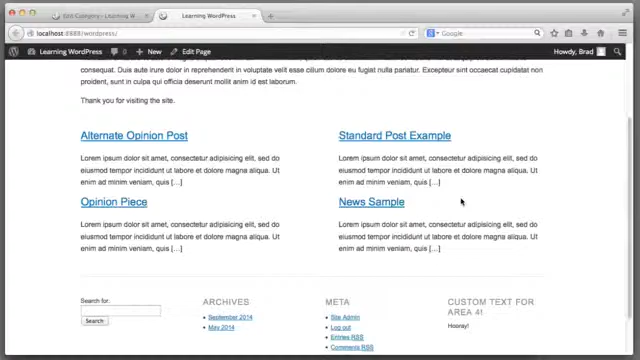 Edit Category ‹ Learning W...
Learning WordPress
localhost:8888/wordpress/
Google
Learning WordPress
New
Edit Page
Howdy, Brad
consequat. Duis aute irure dolor in reprehenderit in voluptate velit esse cillum dolore eu fugiat nulla pariatur. Excepteur sint occaecat cupidatat non
proident, sunt in culpa qui officia deserunt mollit anim id est laborum.
Thank you for visiting the site.
Alternate Opinion Post
Lorem ipsum dolor sit amet, consectetur adipisicing elit, sed do
eiusmod tempor incididunt ut labore et dolore magna aliqua. Ut
enim ad minim veniam, quis [...]
Standard Post Example
Lorem ipsum dolor sit amet, consectetur adipisicing elit, sed do
eiusmod tempor incididunt ut labore et dolore magna aliqua. Ut
enim ad minim veniam, quis [...]
Opinion Piece
Lorem ipsum dolor sit amet, consectetur adipisicing elit, sed do
eiusmod tempor incididunt ut labore et dolore magna aliqua. Ut
enim ad minim veniam, quis [...]
News Sample
Lorem ipsum dolor sit amet, consectetur adipisicing elit, sed do
eiusmod tempor incididunt ut labore et dolore magna aliqua. Ut
enim ad minim veniam, quis [...]
Search for:
Search
ARCHIVES
September 2014
May 2014
META
Site Admin
Log out
Entries RSS
Comments RSS
CUSTOM TEXT FOR
AREA 4!
Hooray!